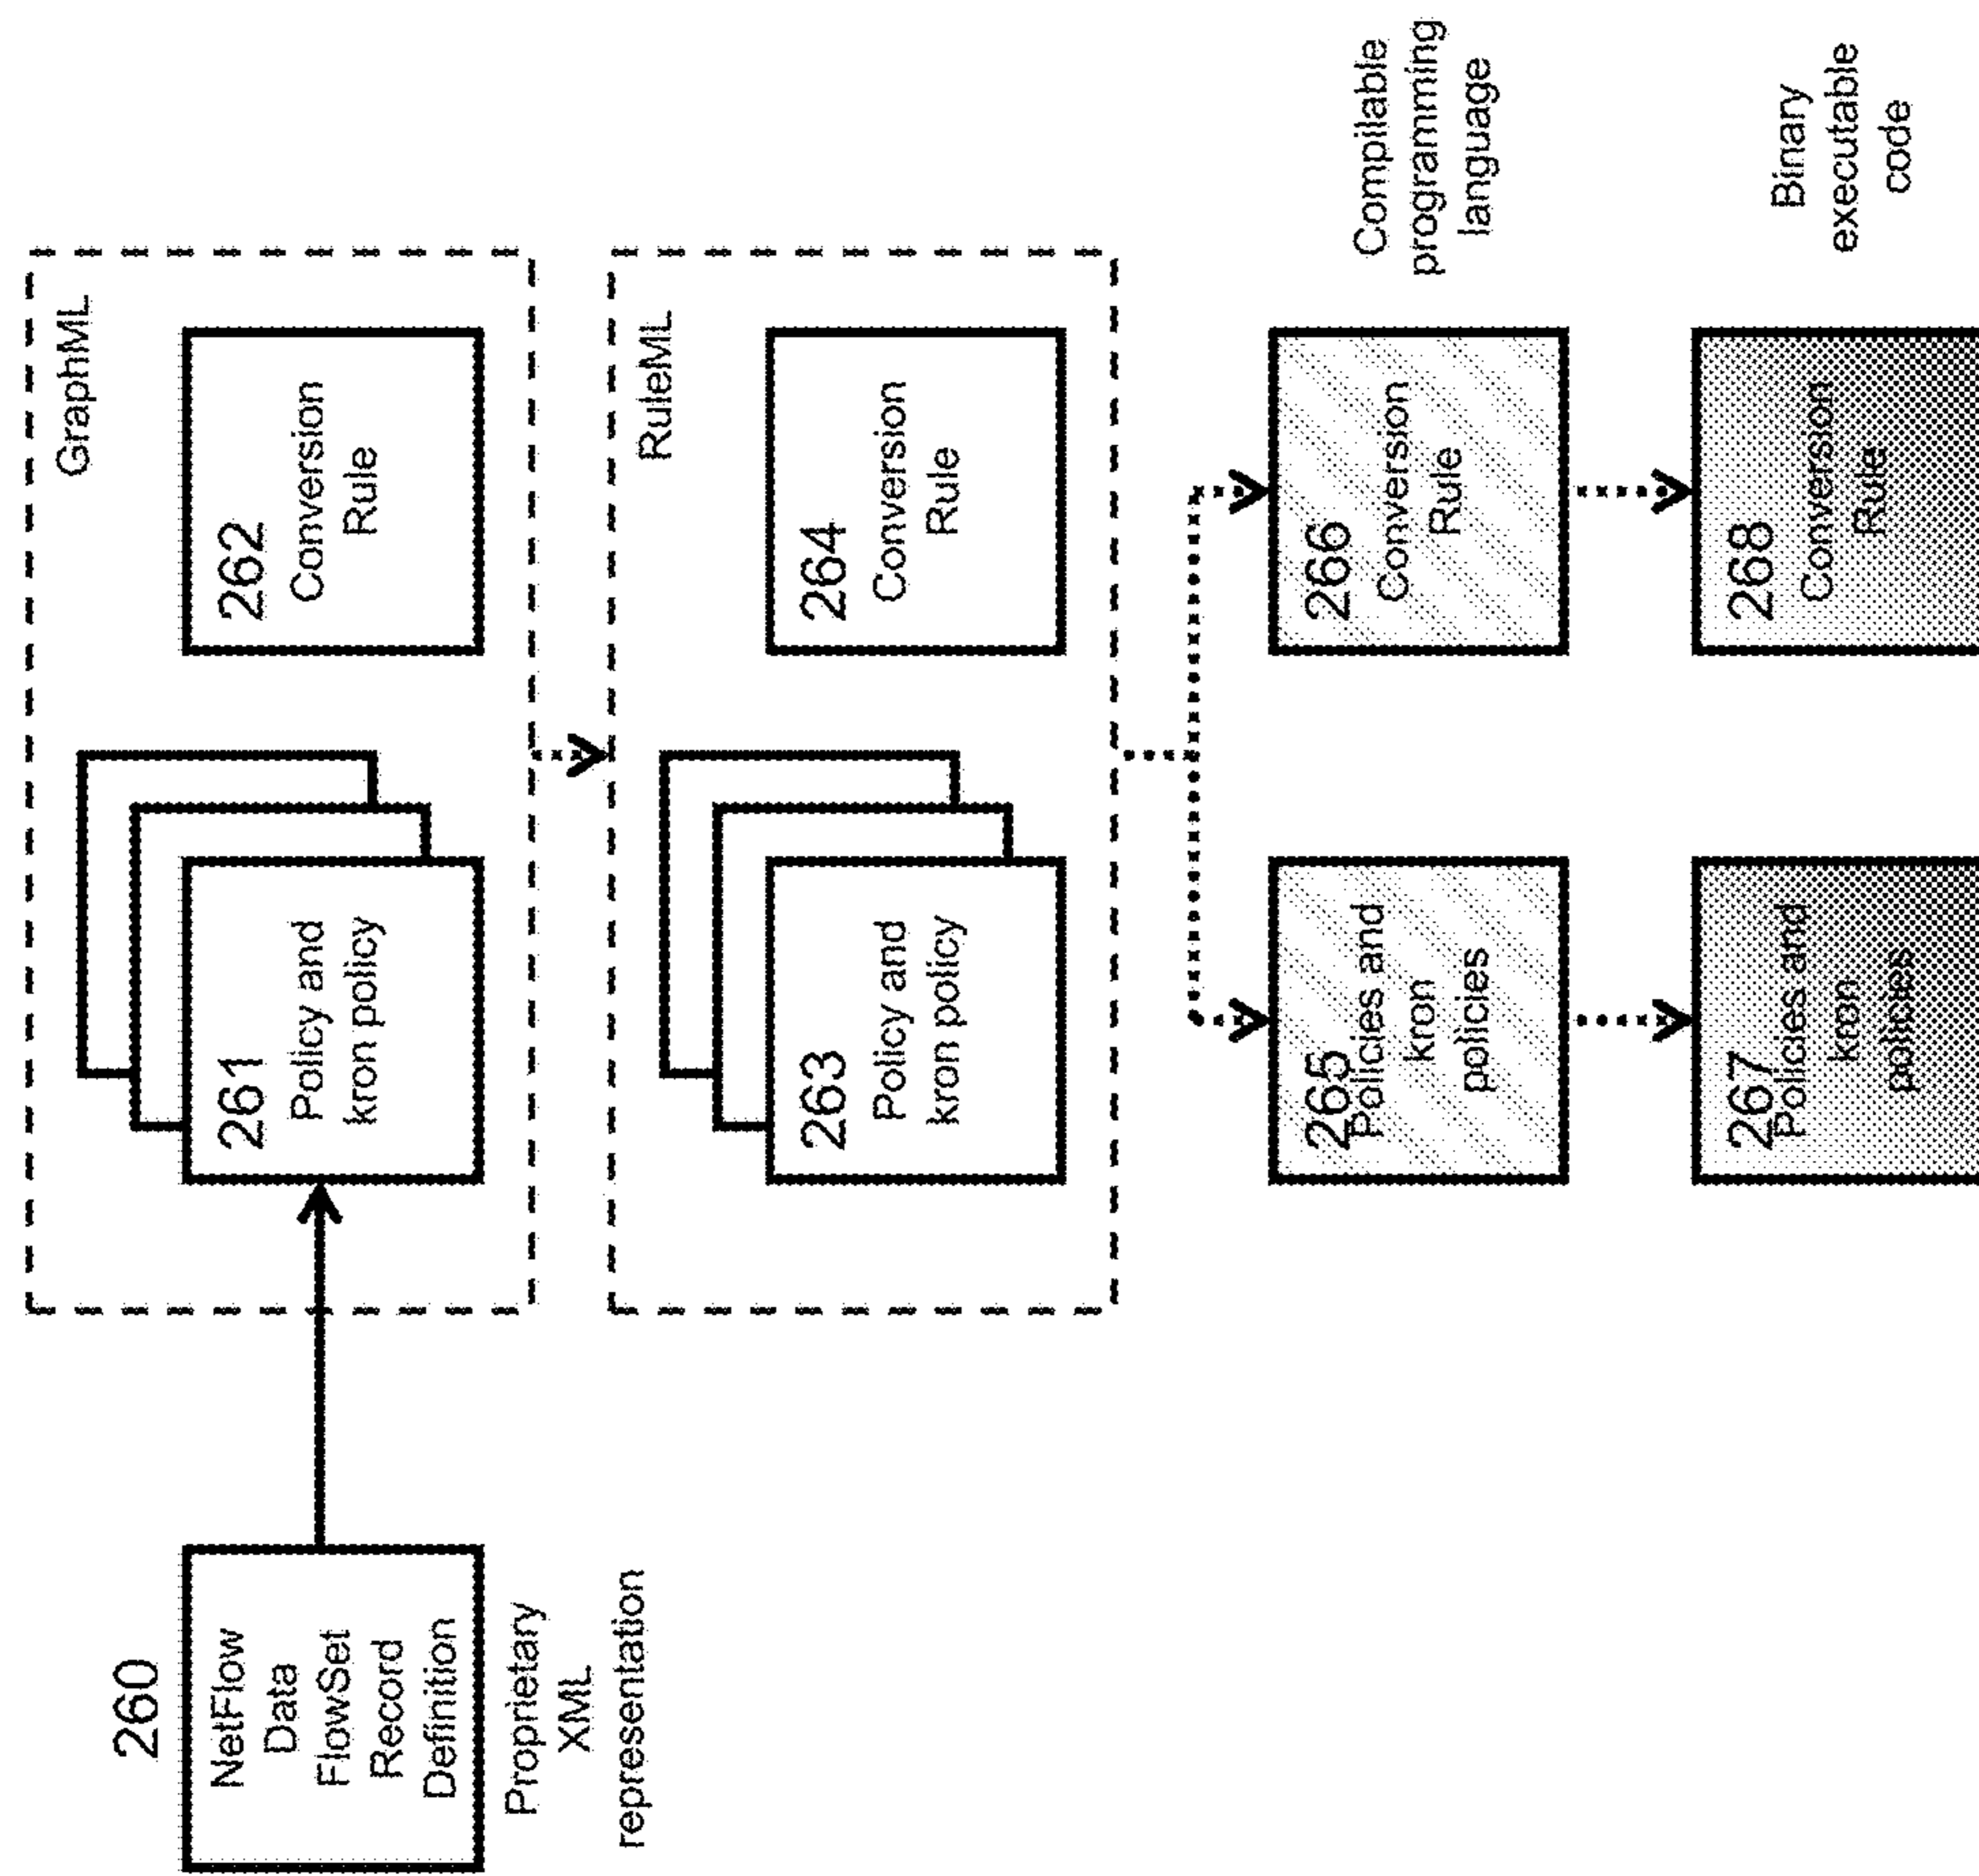 260
NetFlow
Data
FlowSet
Record
Definition
Proprietary
XML
representation
GraphML
261
Policy and
kron policy
262
Conversion
Rule
RuleML
263
Policy and
kron policy
264
Conversion
Rule
265
Policies and
kron
policies
266
Conversion
Rule
Compilable
programming
language
267
Policies and
kron
policies
268
Conversion
Rule
Binary
executable
code